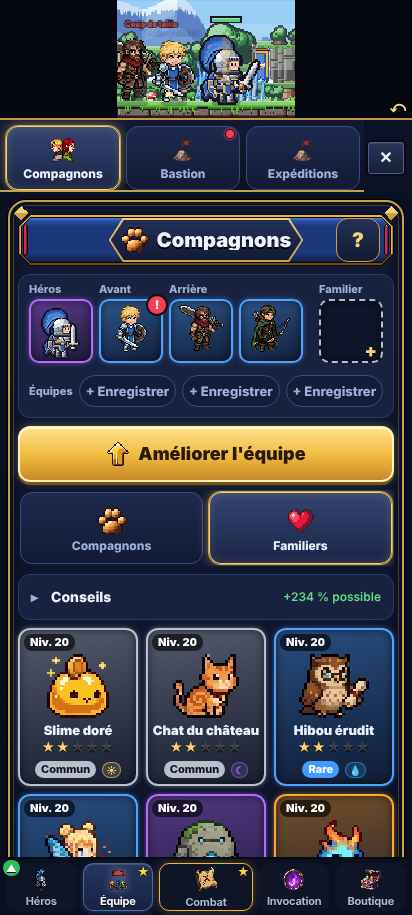 Compagnons
Bastion
Expéditions
×
Compagnons
?
Héros
Avant
Arrière
Familier
!
+
Équipes
+ Enregistrer
+ Enregistrer
+ Enregistrer
Améliorer l'équipe
Compagnons
Familiers
Conseils
+234 % possible
Niv. 20
Niv. 20
Niv. 20
Slime doré
Chat du château
Hibou érudit
Commun
Commun
Rare
Niv. 20
Niv. 20
Niv. 20
Héros
Équipe
Combat
Invocation
Boutique